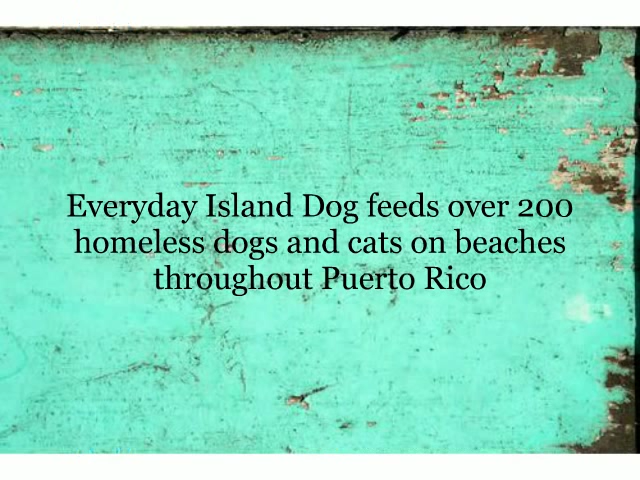 Everyday Island Dog feeds over 200
homeless dogs and cats on beaches
throughout Puerto Rico